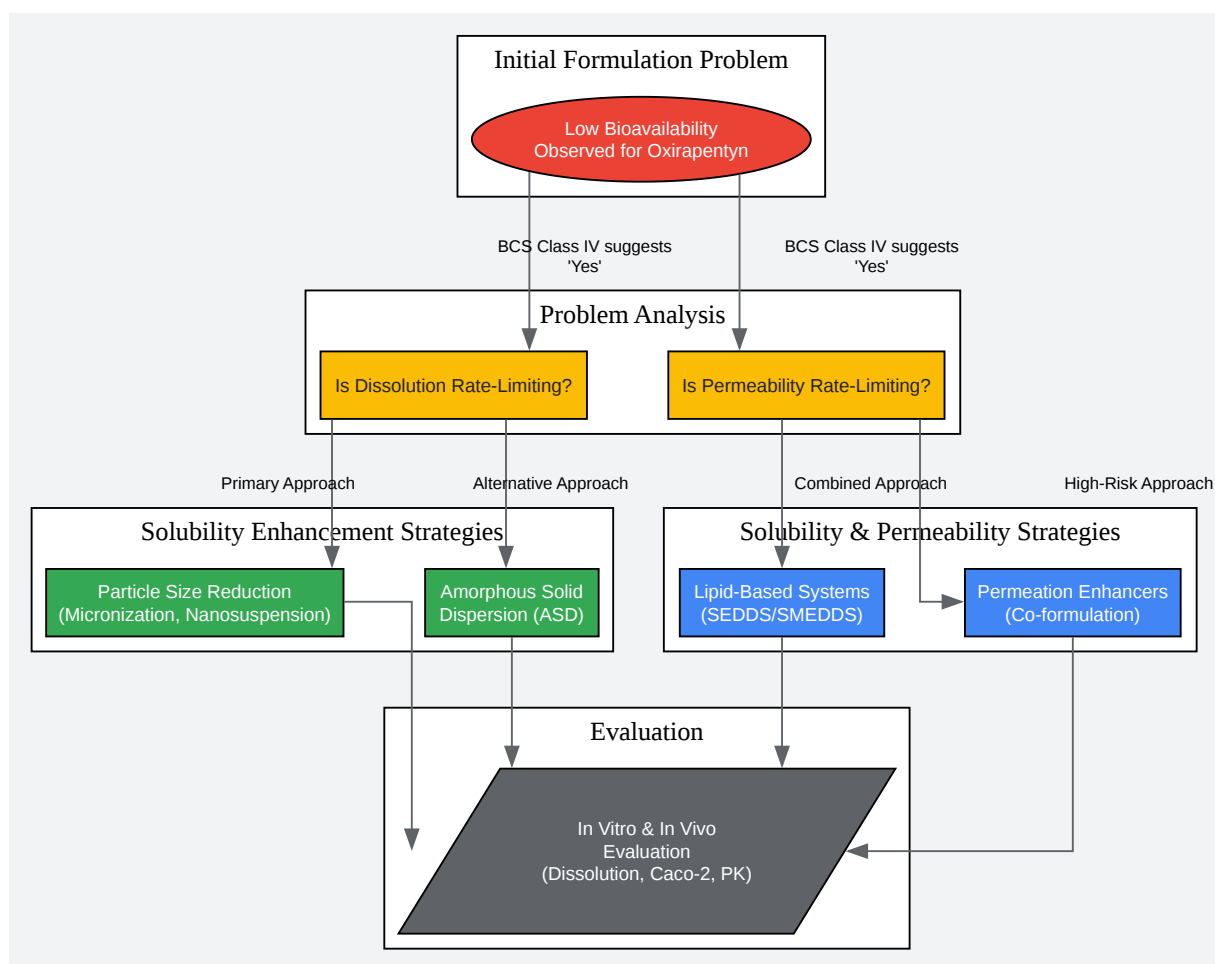 Initial Formulation Problem
Low Bioavailability
Observed for Oxirapentyn
BCS Class IV suggests
'Yes'
BCS Class IV suggests
'Yes'
Problem Analysis
Is Dissolution Rate-Limiting?
Is Permeability Rate-Limiting?
Primary Approach
Alternative Approach
Combined Approach
High-Risk Approach
Solubility Enhancement Strategies
Particle Size Reduction
(Micronization, Nanosuspension)
Amorphous Solid
Dispersion (ASD)
Solubility & Permeability Strategies
Lipid-Based Systems
(SEDDS/SMEDDS)
Permeation Enhancers
(Co-formulation)
Evaluation
In Vitro & In Vivo
Evaluation
(Dissolution, Caco-2, PK)